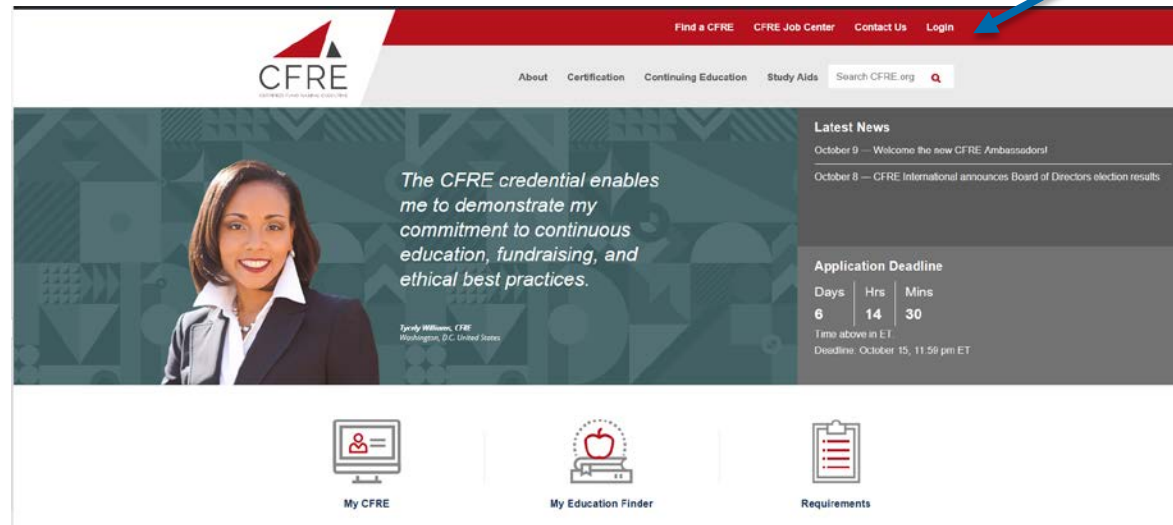 Find a CFRE CFRE Job Center Contact Us Login
CFRE
About Certification Continuing Education Study Aids Search CFRE.org
The CFRE credential enables
me to demonstrate my
commitment to continuous
education, fundraising, and
ethical best practices.
Tycely Williams, CFRE
Washington, D.C. United States
Latest News
October 9 — Welcome the new CFRE Ambassadors!
October 8 — CFRE International announces Board of Directors election results
Application Deadline
Days Hrs Mins
6 14 30
Time above in ET.
Deadline: October 15, 11:59 pm ET
My CFRE My Education Finder Requirements